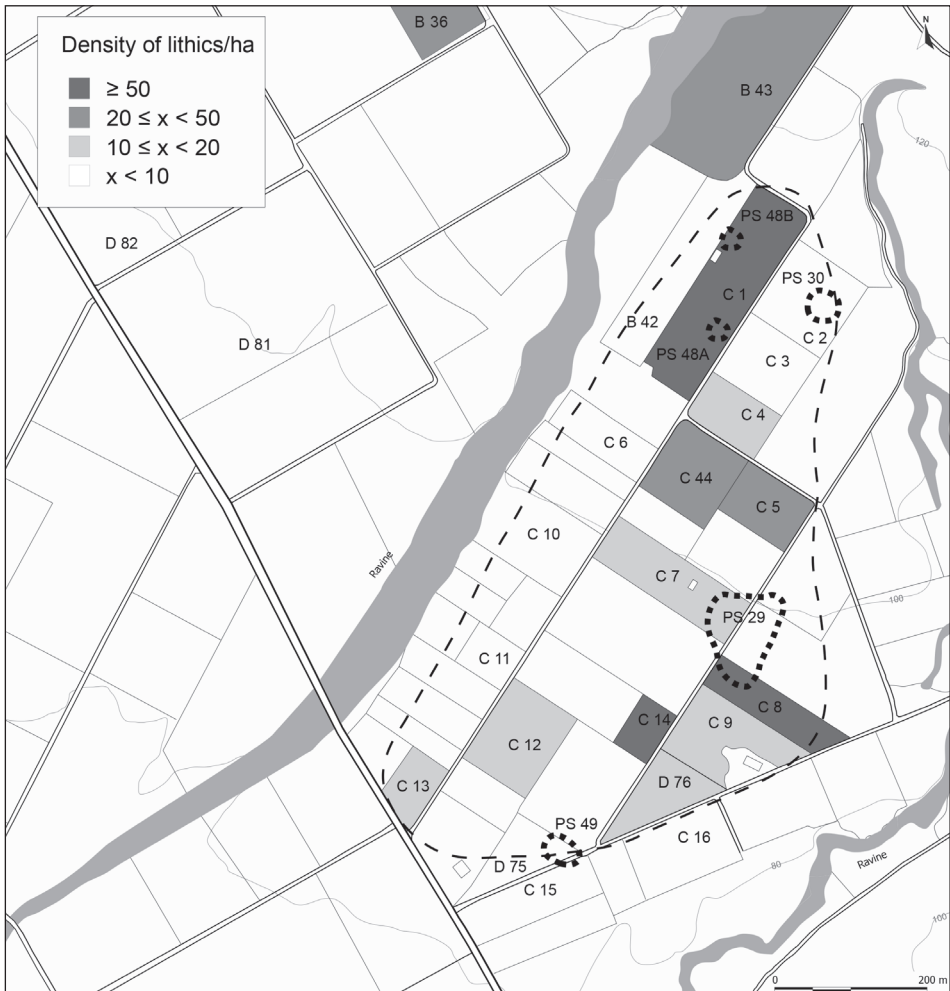 B 36
N
Density of lithics/ha
≥ 50
20 ≤ x < 50
10 ≤ x < 20
x < 10
B 43
120
PS 48B
D 82
PS 30
C 1
B 42
C 2
D 81
PS 48A
C 3
C 4
C 6
C 44
C 5
C 10
Ravine
C 7
100
PS 29
C 11
C 8
C 14
C 9
C 12
D 76
C 13
PS 49
C 16
D 75
80
Ravine
C 15
100
0 200 m